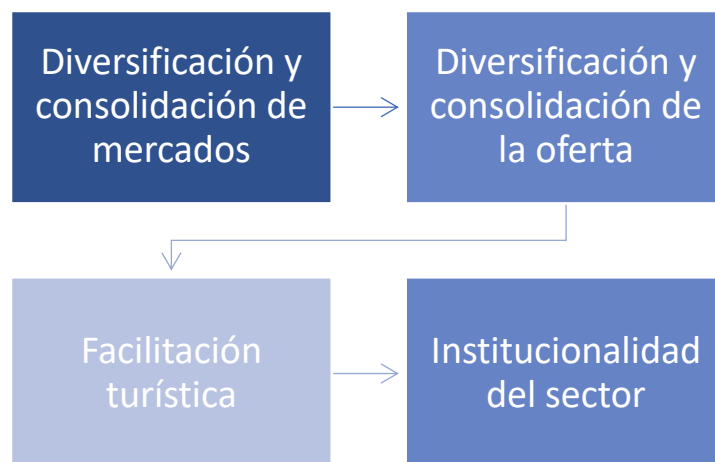 Diversificación y
consolidación de
mercados
Diversificación y
consolidación de
la oferta
Facilitación
turística
Institucionalidad
del sector